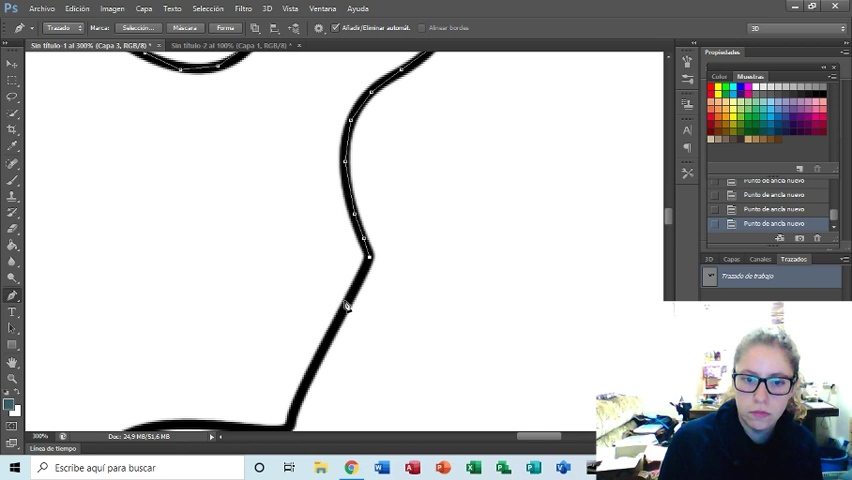 Ps Archivo Edición Imagen Capa Texto Selección Filtro 3D Vista Ventana Ayuda
Trazado Marca: Selección... Máscara Forma Añadir/Eliminar automát. Alinear bordes 3D
Sin título-1 al 300% (Capa 3, RGB/8) * × Sin título-2 al 100% (Capa 1, RGB/8) * ×
Propiedades
Color Muestras
Punto de ancla nuevo
Punto de ancla nuevo
Punto de ancla nuevo
Punto de ancla nuevo
3D Capas Canales Trazados
Trazado de trabajo
300% Doc: 24,9 MB/51,6 MB
Línea de tiempo
Escribe aquí para buscar